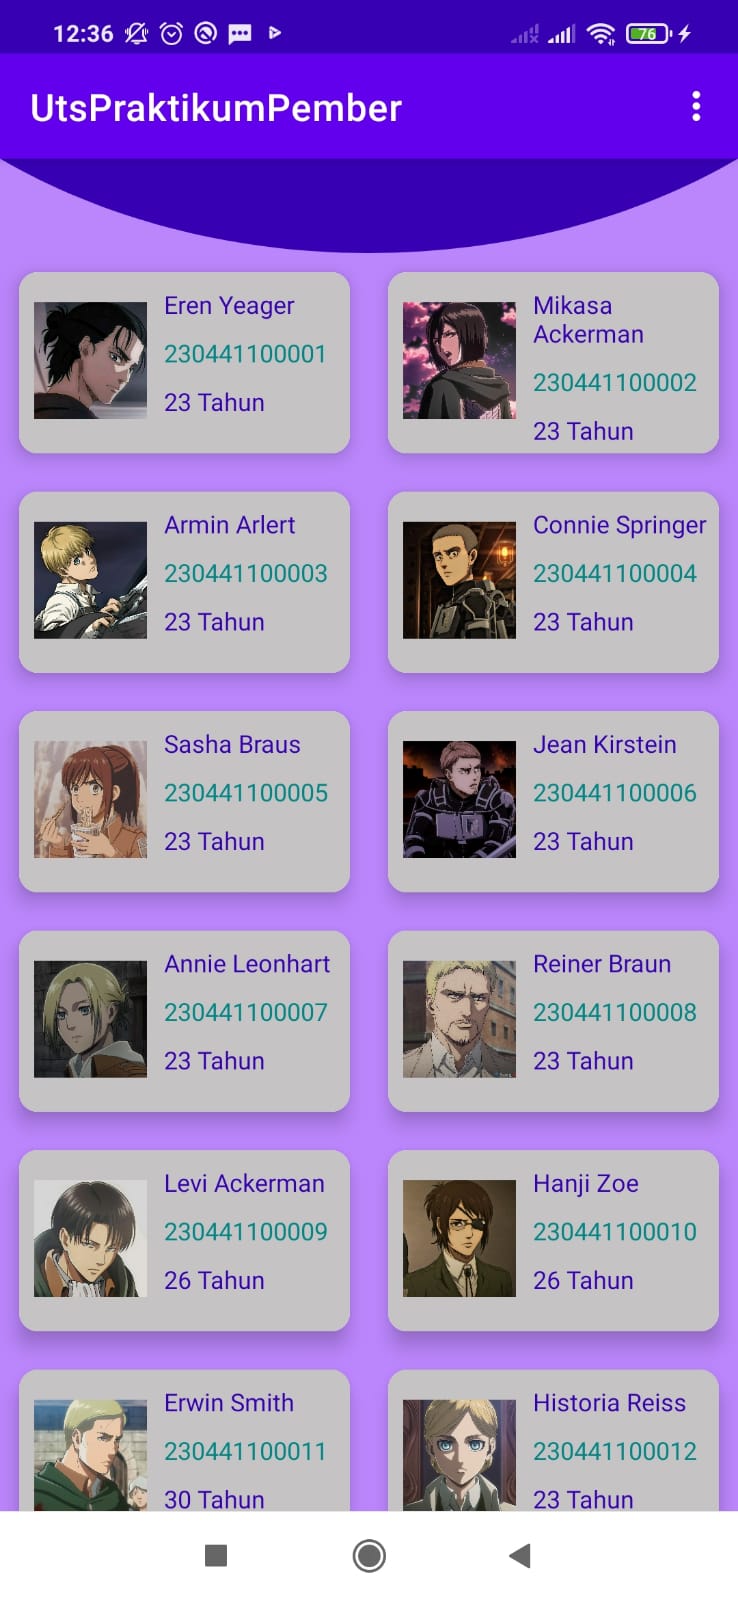 12:36
76
UtsPraktikumPember
Eren Yeager
230441100001
23 Tahun
Mikasa
Ackerman
230441100002
23 Tahun
Armin Arlert
230441100003
23 Tahun
Connie Springer
230441100004
23 Tahun
Sasha Braus
230441100005
23 Tahun
Jean Kirstein
230441100006
23 Tahun
Annie Leonhart
230441100007
23 Tahun
Reiner Braun
230441100008
23 Tahun
Levi Ackerman
230441100009
26 Tahun
Hanji Zoe
230441100010
26 Tahun
Erwin Smith
230441100011
30 Tahun
Historia Reiss
230441100012
23 Tahun